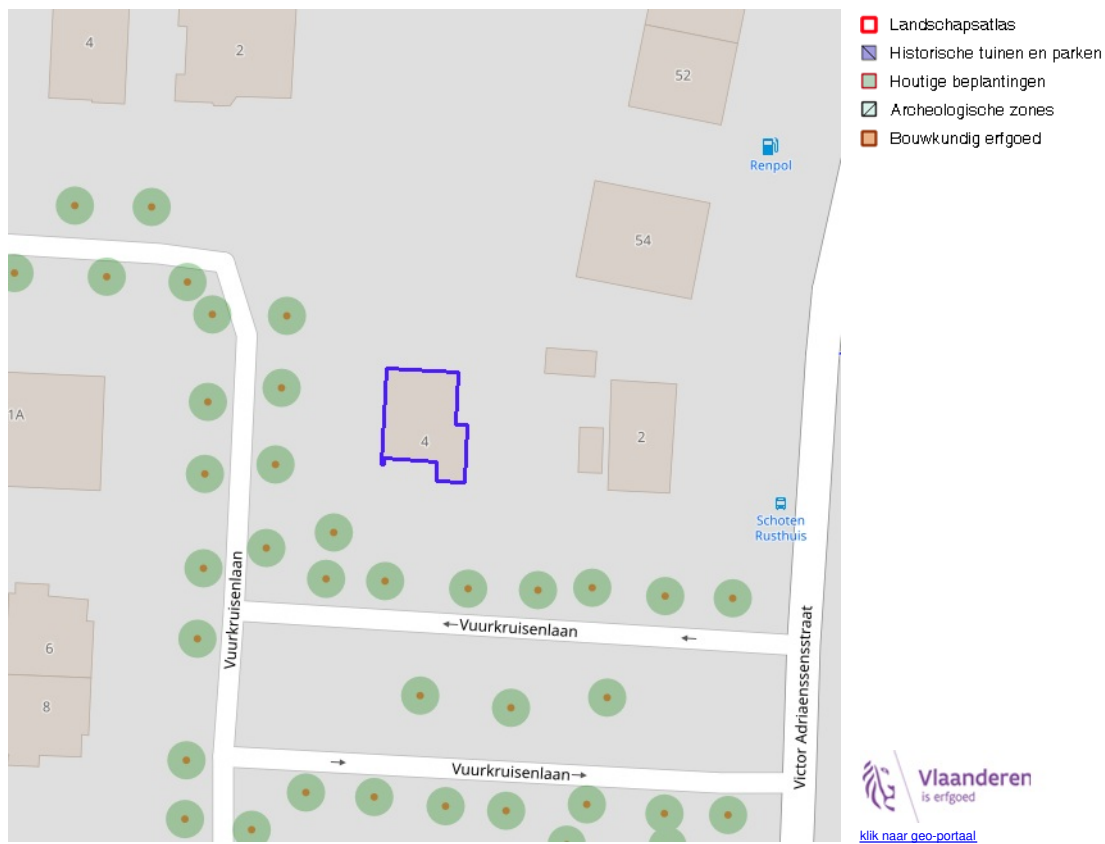 4
2
52
Renpol
54
1A
4
2
Schoten
Rusthuis
Vuurkruisenlaan
←Vuurkruisenlaan
6
8
Victor Adriaenssensstraat
Vuurkruisenlaan→
Landschapsatlas
Historische tuinen en parken
Houtige beplantingen
Archeologische zones
Bouwkundig erfgoed
Vlaanderen
is erfgoed
klik naar geo-portaal